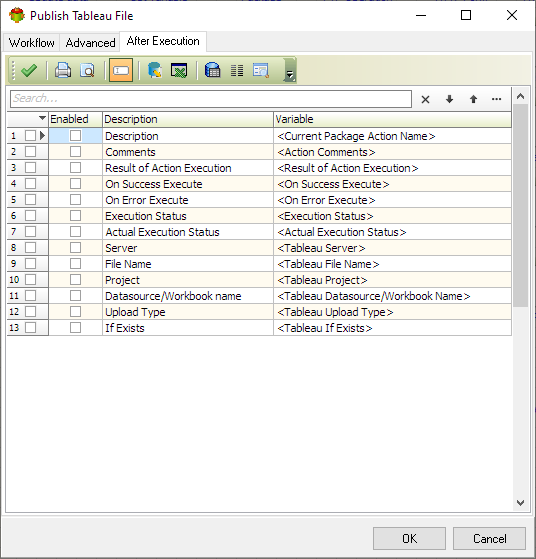 Publish Tableau File
Workflow Advanced After Execution
Search...
Enabled Description Variable
1 Description <Current Package Action Name>
2 Comments <Action Comments>
3 Result of Action Execution <Result of Action Execution>
4 On Success Execute <On Success Execute>
5 On Error Execute <On Error Execute>
6 Execution Status <Execution Status>
7 Actual Execution Status <Actual Execution Status>
8 Server <Tableau Server>
9 File Name <Tableau File Name>
10 Project <Tableau Project>
11 Datasource/Workbook name <Tableau Datasource/Workbook Name>
12 Upload Type <Tableau Upload Type>
13 If Exists <Tableau If Exists>
OK Cancel